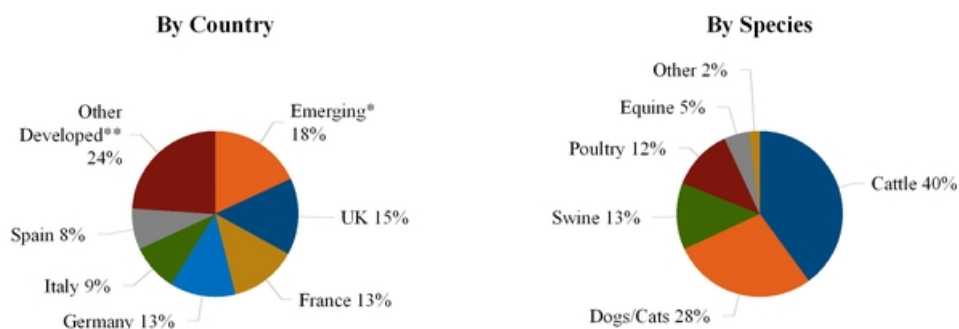 By Country
Other
Developed**
24%
Emerging*
18%
UK 15%
Spain 8%
Italy 9%
France 13%
Germany 13%
By Species
Other 2%
Equine 5%
Poultry 12%
Cattle 40%
Swine 13%
Dogs/Cats 28%